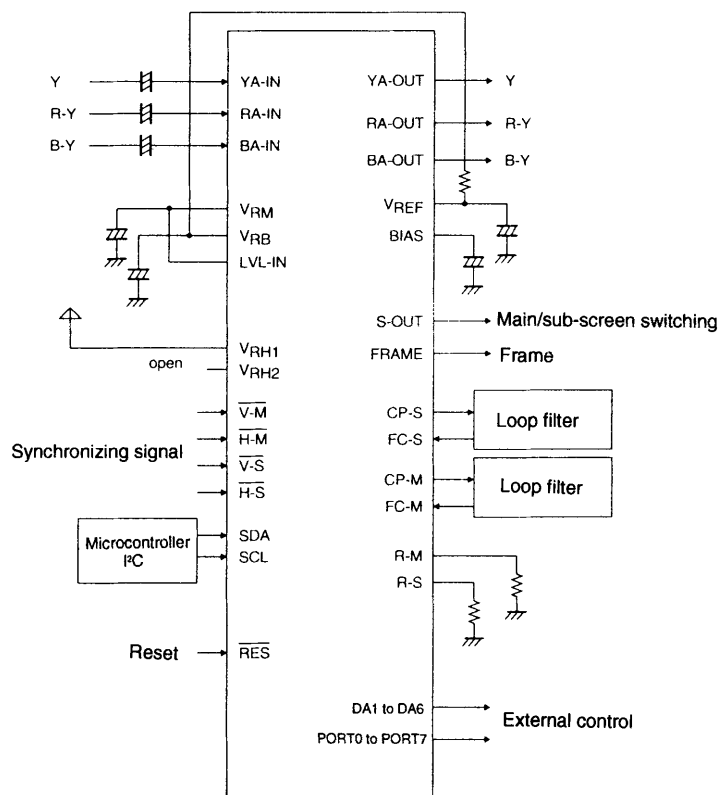 Y
R-Y
B-Y
YA-IN
RA-IN
BA-IN
VRM
VRB
LVL-IN
VRH1
open
VRH2
Synchronizing signal
V-M
H-M
V-S
H-S
Microcontroller
I²C
SDA
SCL
Reset
RES
YA-OUT
Y
RA-OUT
R-Y
BA-OUT
B-Y
VREF
BIAS
S-OUT
Main/sub-screen switching
FRAME
Frame
CP-S
FC-S
Loop filter
CP-M
FC-M
Loop filter
R-M
R-S
DA1 to DA6
PORT0 to PORT7
External control